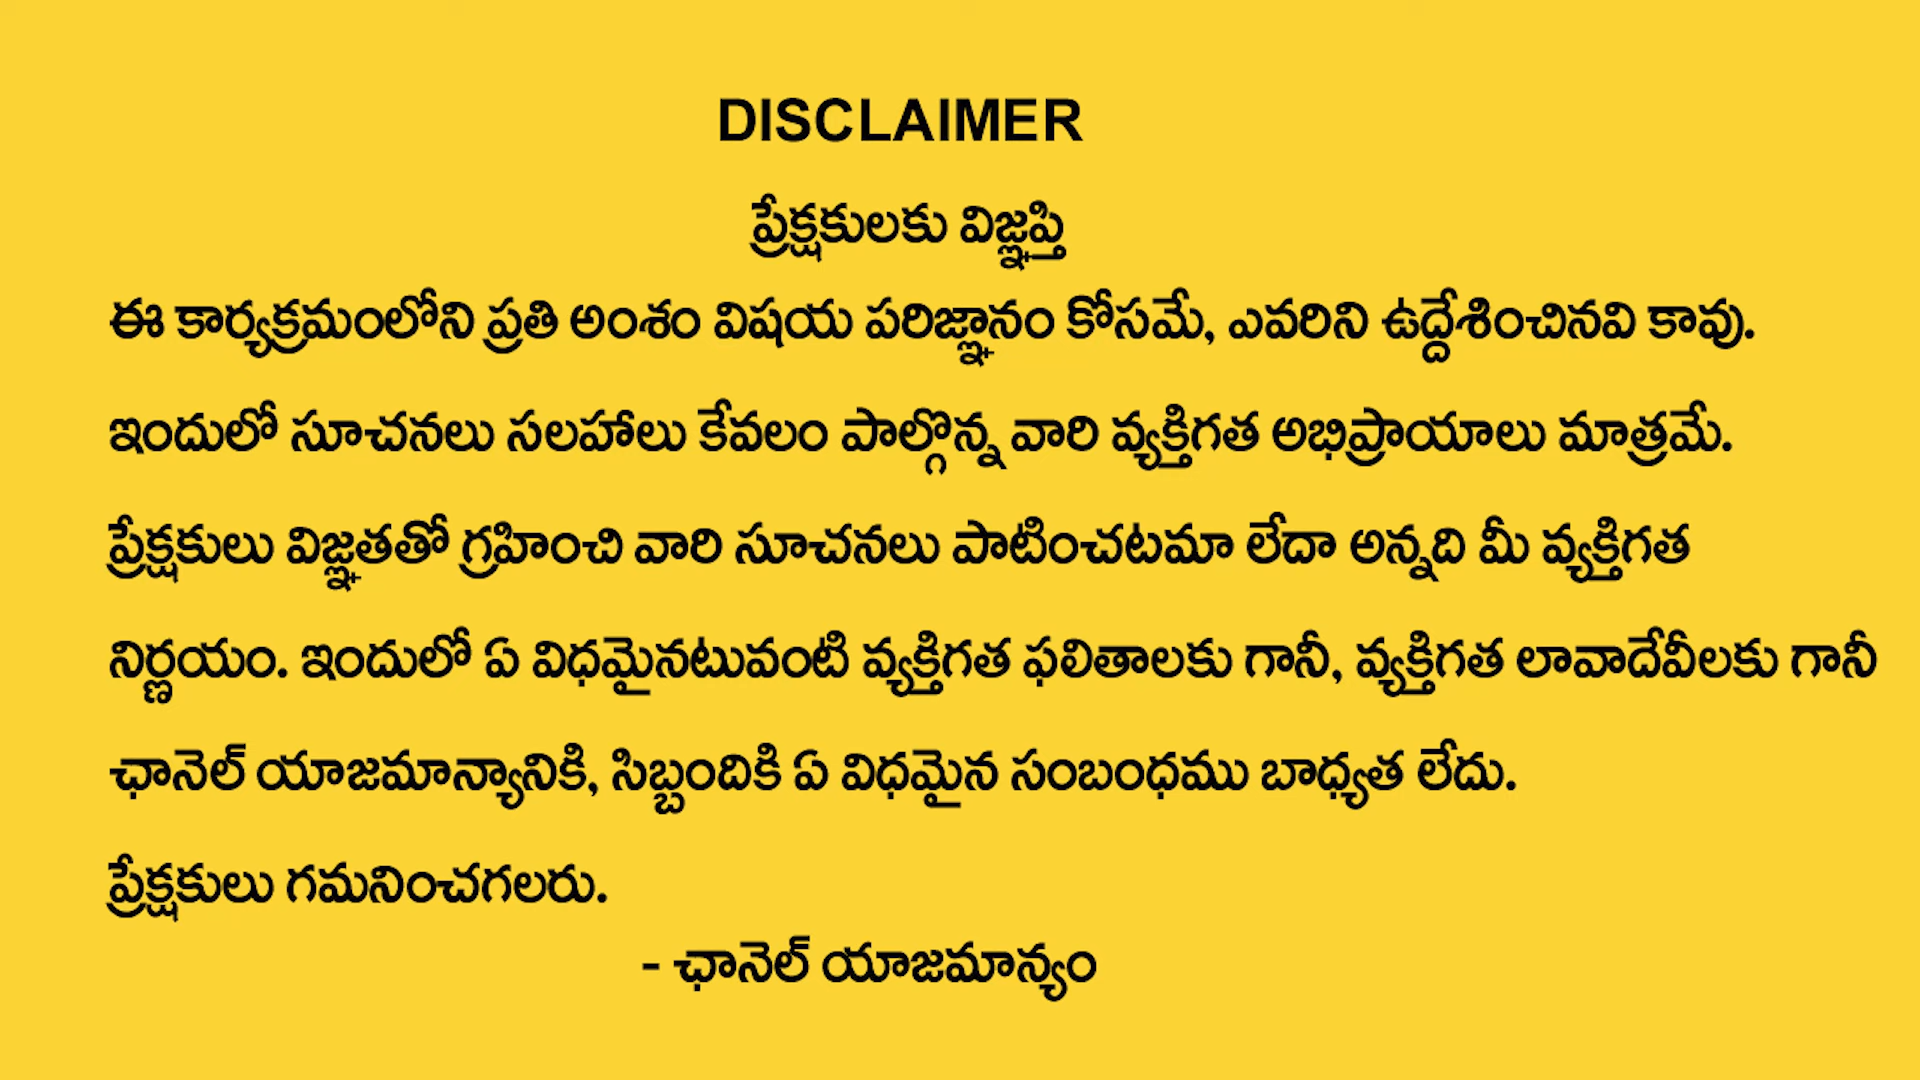 DISCLAIMER
ప్రేక్షకులకు విజ్ఞప్తి
ఈ కార్యక్రమంలోని ప్రతి అంశం విషయ పరిజ్ఞానం కోసమే, ఎవరిని ఉద్దేశించినవి కావు.
ఇందులో సూచనలు సలహాలు కేవలం పాల్గొన్న వారి వ్యక్తిగత అభిప్రాయాలు మాత్రమే.
ప్రేక్షకులు విజ్ఞతతో గ్రహించి వారి సూచనలు పాటించటమా లేదా అన్నది మీ వ్యక్తిగత
నిర్ణయం. ఇందులో ఏ విధమైనటువంటి వ్యక్తిగత ఫలితాలకు గానీ, వ్యక్తిగత లావాదేవీలకు గానీ
ఛానెల్ యాజమాన్యానికి, సిబ్బందికి ఏ విధమైన సంబంధము బాధ్యత లేదు.
ప్రేక్షకులు గమనించగలరు.
- ఛానెల్ యాజమాన్యం